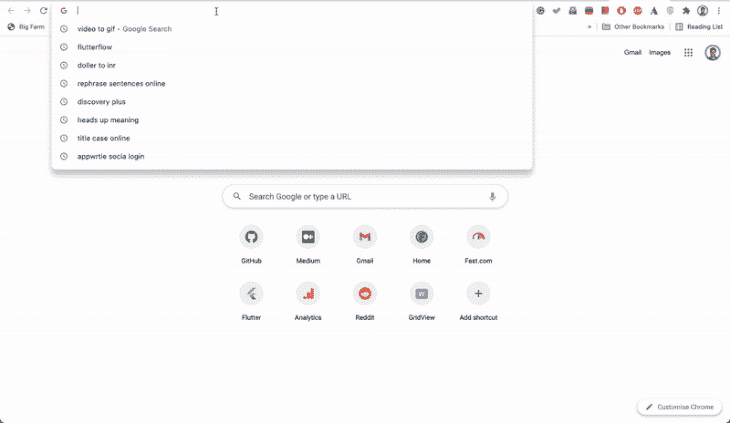 Big Farm
»
Other Bookmarks
Reading List
video to gif - Google Search
flutterflow
doller to inr
rephrase sentences online
discovery plus
heads up meaning
title case online
appwrtie socia login
Gmail
Images
Search Google or type a URL
GitHub
Medium
Gmail
Home
Fast.com
Flutter
Analytics
Reddit
GridView
Add shortcut
Customise Chrome